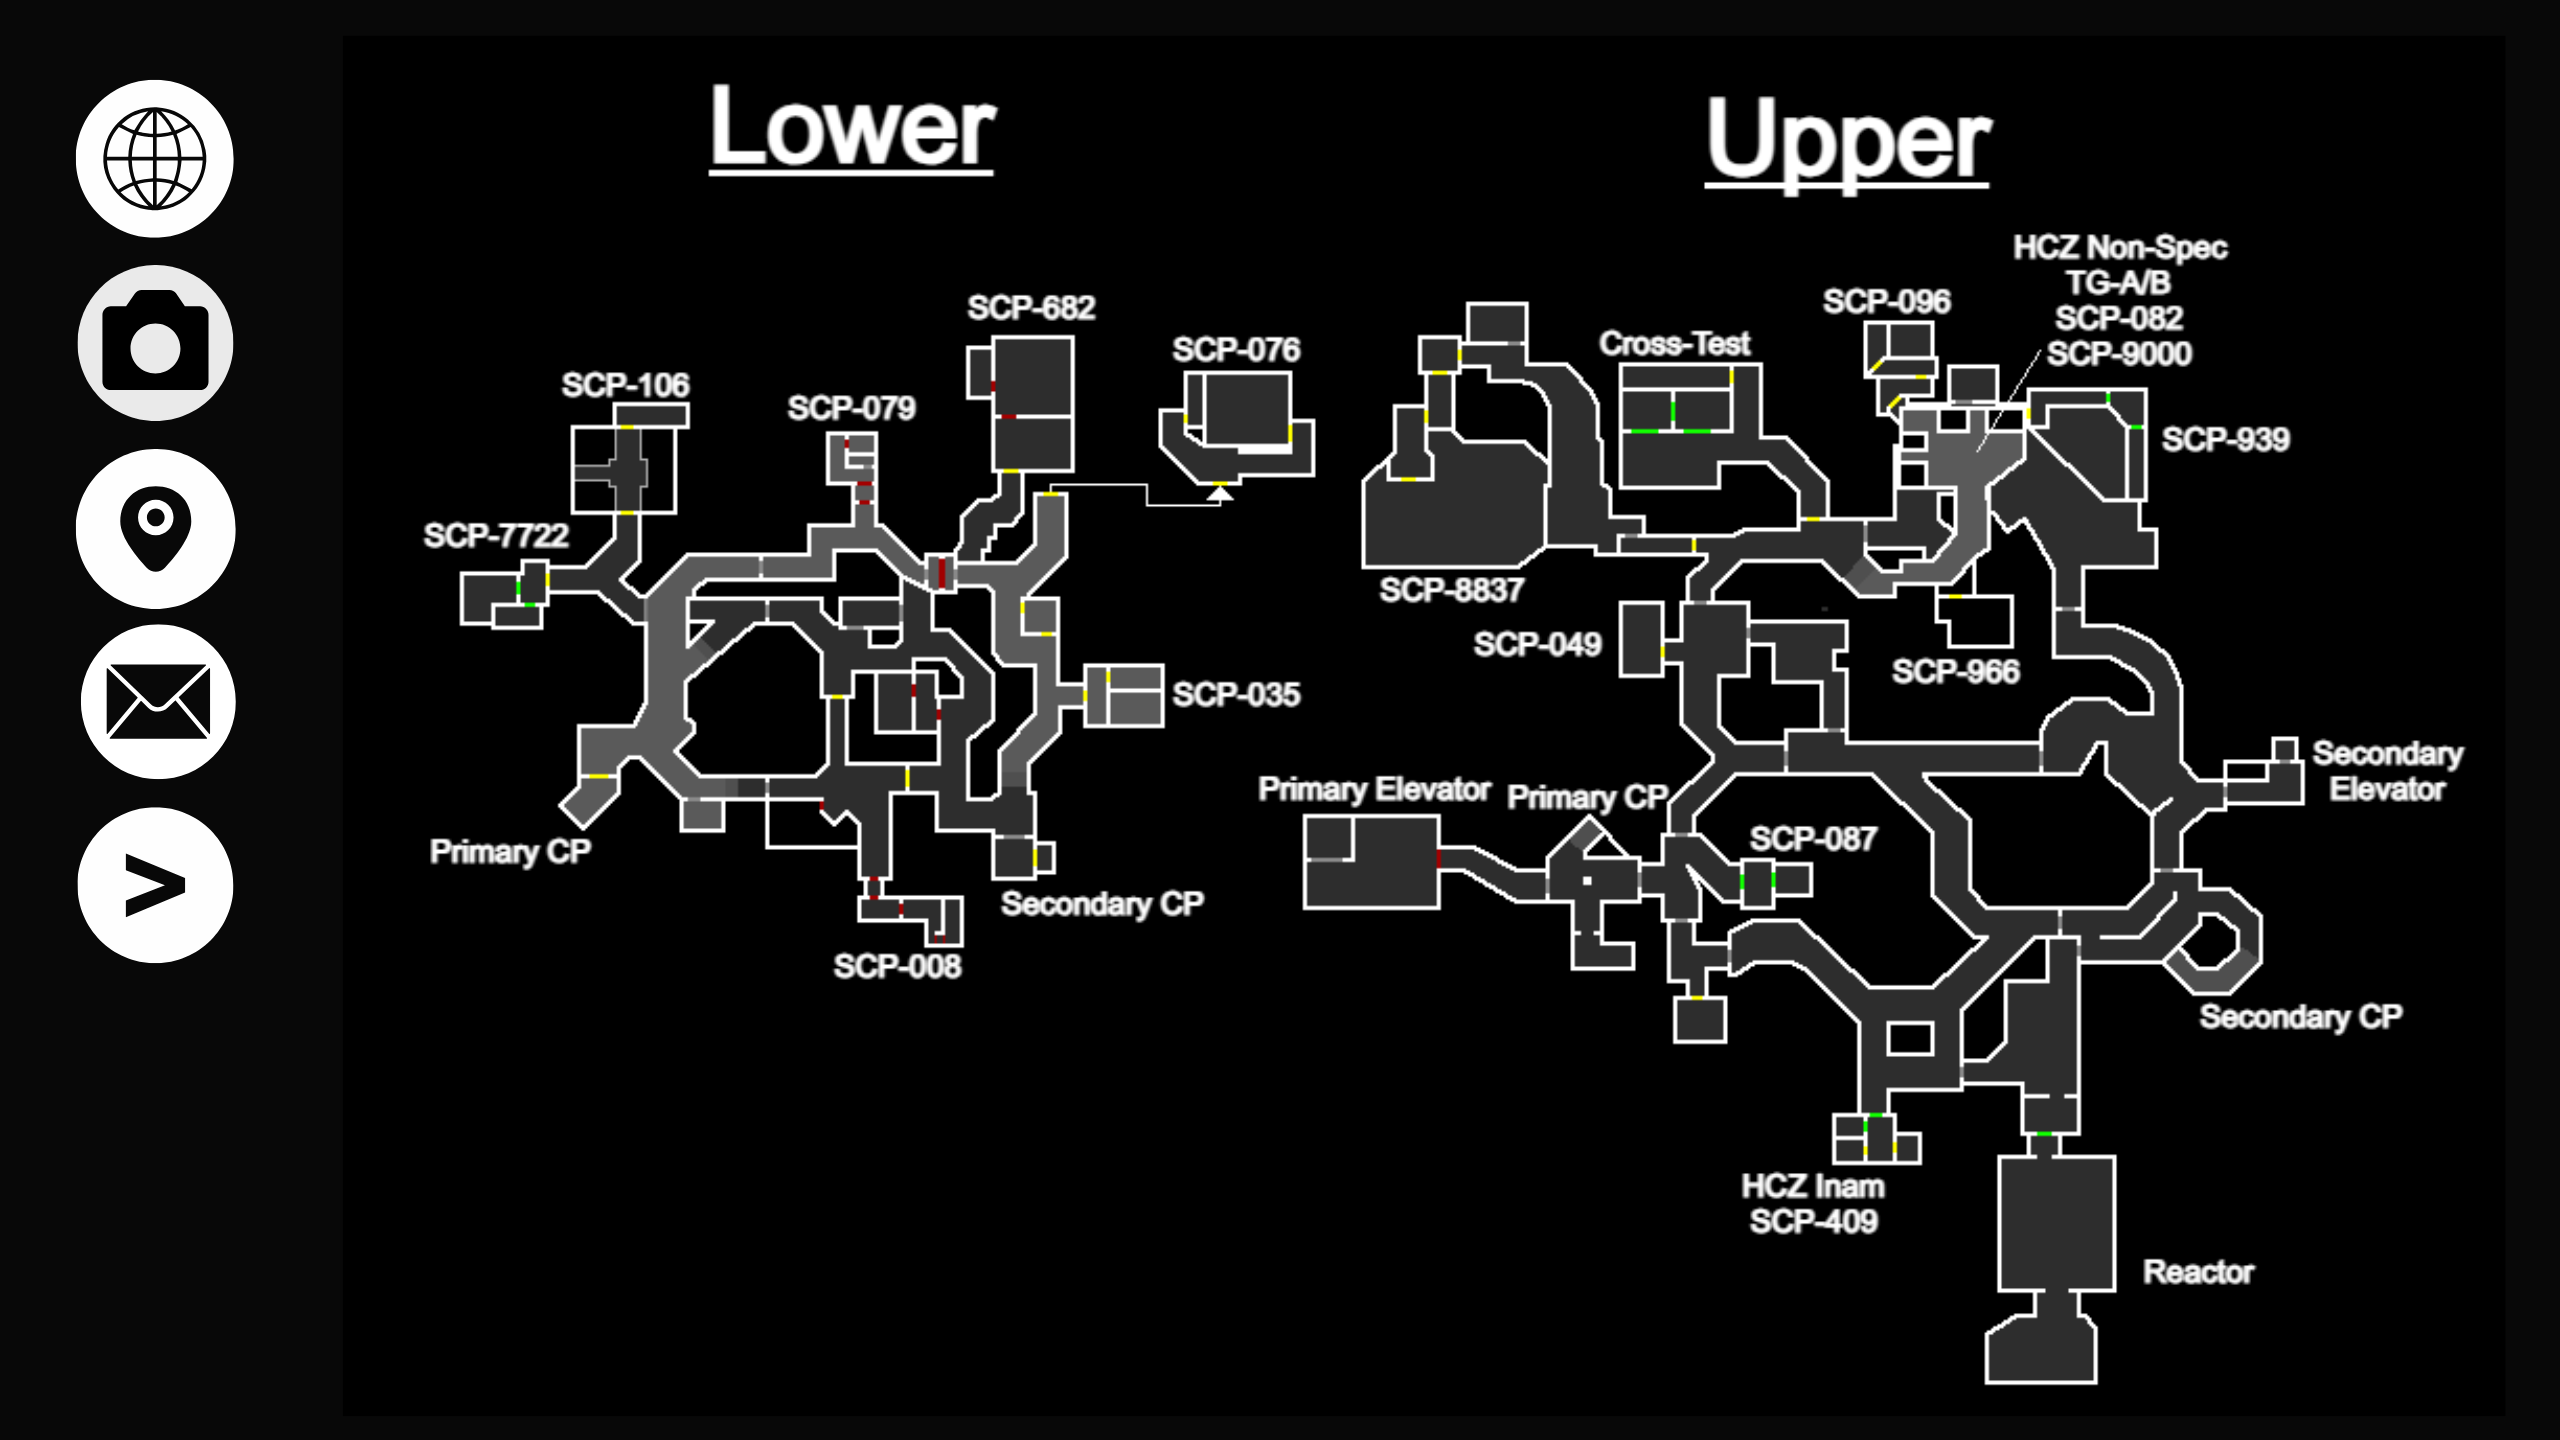 Lower
Upper
HCZ Non-Spec
TG-A/B
SCP-082
SCP-9000
SCP-682
SCP-096
SCP-076
Cross-Test
SCP-106
SCP-079
SCP-939
SCP-7722
SCP-8837
SCP-049
SCP-966
SCP-035
Secondary
Elevator
Primary Elevator
Primary CP
SCP-087
Primary CP
>
Secondary CP
SCP-008
Secondary CP
HCZ Inam
SCP-409
Reactor